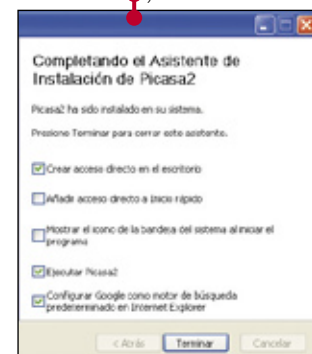 Completando el Asistente de
Instalación de Picasa2
Picasa2 ha sido instalado en su sistema.
Presione Terminar para cerrar este asistente.
Crear acceso directo en el escritorio
Añadir acceso directo a Inicio rápido
Mostrar el icono de la bandeja del sistema al iniciar el
programa
Ejecutar Picasa2
Configurar Google como motor de búsqueda
predeterminado en Internet Explorer
< Atrás
Terminar
Cancelar